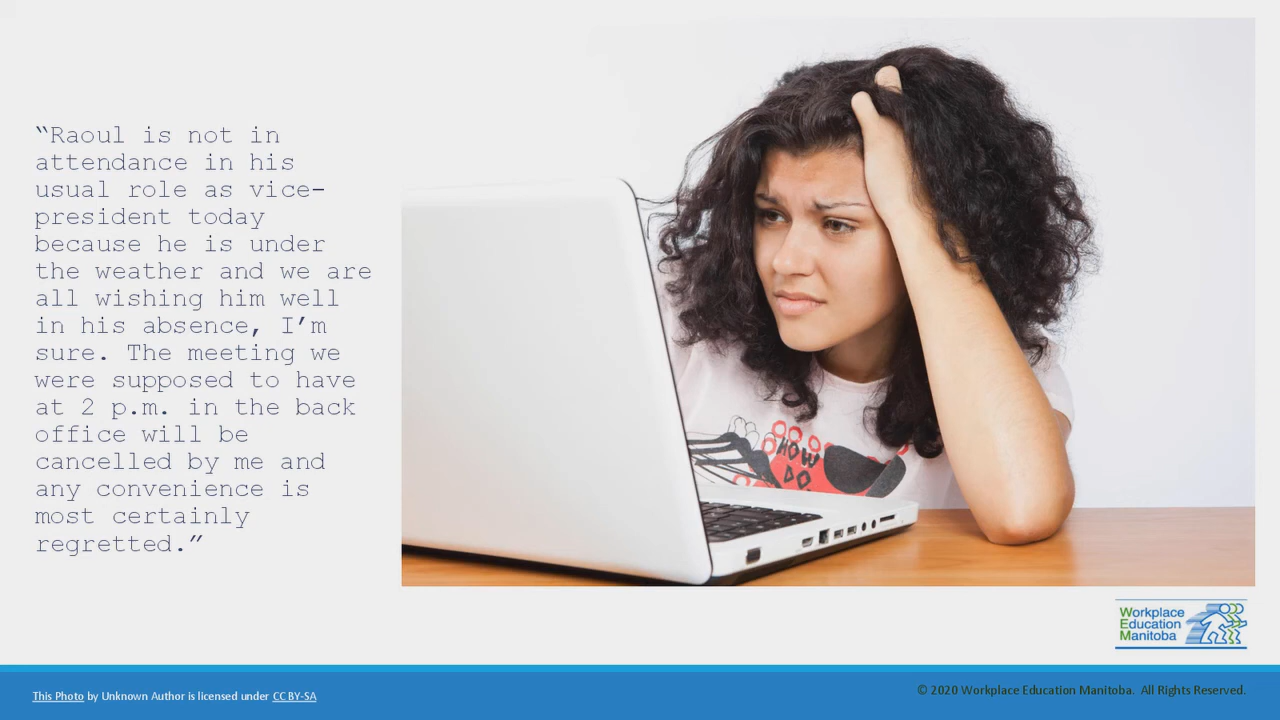 “Raoul is not in
attendance in his
usual role as vice-
president today
because he is under
the weather and we are
all wishing him well
in his absence, I’m
sure. The meeting we
were supposed to have
at 2 p.m. in the back
office will be
cancelled by me and
any convenience is
most certainly
regretted.”
HOW
DO
Workplace
Education
Manitoba
This Photo by Unknown Author is licensed under CC BY-SA
© 2020 Workplace Education Manitoba. All Rights Reserved.